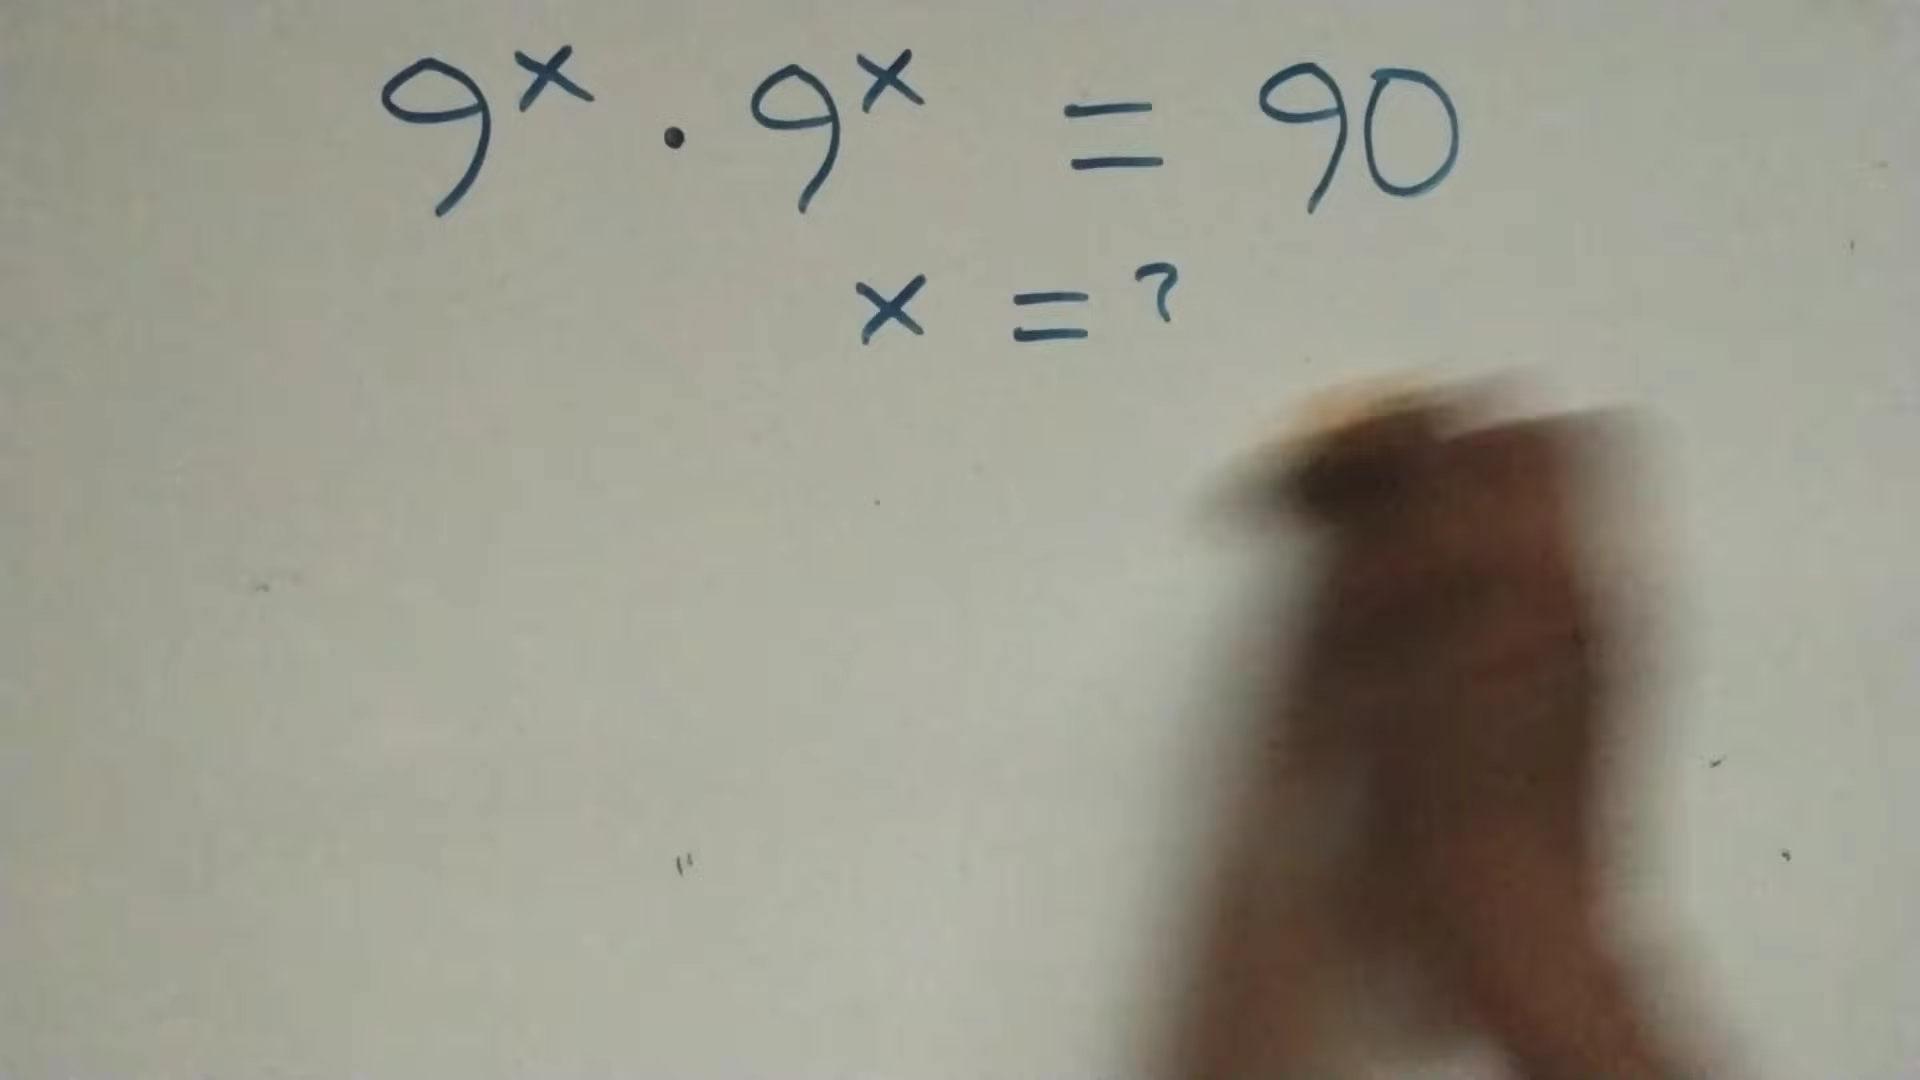 9^x · 9^x = 90
x = ?